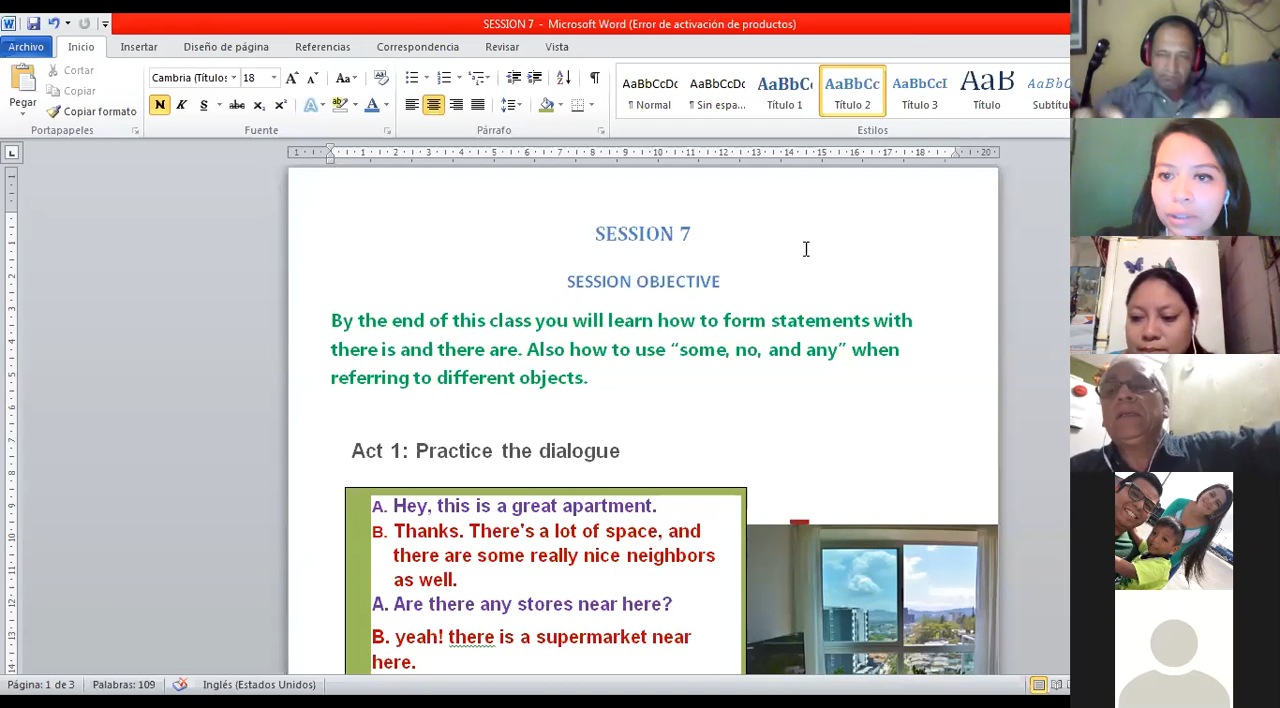 SESSION 7 - Microsoft Word (Error de activación de productos)
Archivo Inicio Insertar Diseño de página Referencias Correspondencia Revisar Vista
Pegar
Cortar
Copiar
Copiar formato
Portapapeles
Cambria (Títulos 18
Fuente
Párrafo
AaBbCcDc AaBbCcDc AaBbC AaBbCc AaBbCcI AaB AaBbCc
¶ Normal ¶ Sin espa... Título 1 Título 2 Título 3 Título Subtítu
Estilos
SESSION 7
SESSION OBJECTIVE
By the end of this class you will learn how to form statements with
there is and there are. Also how to use “some, no, and any” when
referring to different objects.
Act 1: Practice the dialogue
A. Hey, this is a great apartment.
B. Thanks. There's a lot of space, and
there are some really nice neighbors
as well.
A. Are there any stores near here?
B. yeah! there is a supermarket near
here.
Página: 1 de 3 Palabras: 109 Inglés (Estados Unidos)